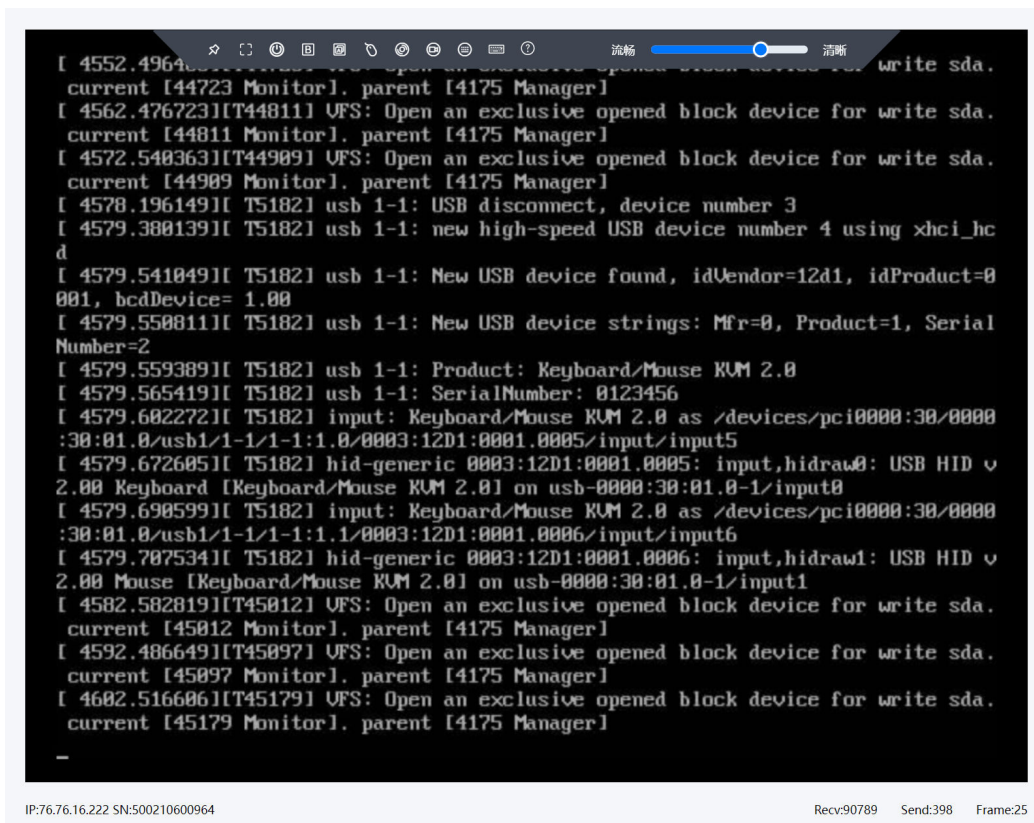 流畅 清晰
[ 4552.4964 VFS: Open an exclusive opened block device for write sda.
current [44723 Monitor]. parent [4175 Manager]
[ 4562.476723][T44811] VFS: Open an exclusive opened block device for write sda.
current [44811 Monitor]. parent [4175 Manager]
[ 4572.540363][T44909] VFS: Open an exclusive opened block device for write sda.
current [44909 Monitor]. parent [4175 Manager]
[ 4578.196149][ T5182] usb 1-1: USB disconnect, device number 3
[ 4579.380139][ T5182] usb 1-1: new high-speed USB device number 4 using xhci_hc
d
[ 4579.541049][ T5182] usb 1-1: New USB device found, idVendor=12d1, idProduct=0
001, bcdDevice= 1.00
[ 4579.550811][ T5182] usb 1-1: New USB device strings: Mfr=0, Product=1, Serial
Number=2
[ 4579.559389][ T5182] usb 1-1: Product: Keyboard/Mouse KVM 2.0
[ 4579.565419][ T5182] usb 1-1: SerialNumber: 0123456
[ 4579.602272][ T5182] input: Keyboard/Mouse KVM 2.0 as /devices/pci0000:30/0000
:30:01.0/usb1/1-1/1-1:1.0/0003:12D1:0001.0005/input/input5
[ 4579.672605][ T5182] hid-generic 0003:12D1:0001.0005: input,hidraw0: USB HID v
2.00 Keyboard [Keyboard/Mouse KVM 2.0] on usb-0000:30:01.0-1/input0
[ 4579.690599][ T5182] input: Keyboard/Mouse KVM 2.0 as /devices/pci0000:30/0000
:30:01.0/usb1/1-1/1-1:1.1/0003:12D1:0001.0006/input/input6
[ 4579.707534][ T5182] hid-generic 0003:12D1:0001.0006: input,hidraw1: USB HID v
2.00 Mouse [Keyboard/Mouse KVM 2.0] on usb-0000:30:01.0-1/input1
[ 4582.582819][T45012] VFS: Open an exclusive opened block device for write sda.
current [45012 Monitor]. parent [4175 Manager]
[ 4592.486649][T45097] VFS: Open an exclusive opened block device for write sda.
current [45097 Monitor]. parent [4175 Manager]
[ 4602.516606][T45179] VFS: Open an exclusive opened block device for write sda.
current [45179 Monitor]. parent [4175 Manager]
_
IP:76.76.16.222 SN:500210600964 Recv:90789 Send:398 Frame:25